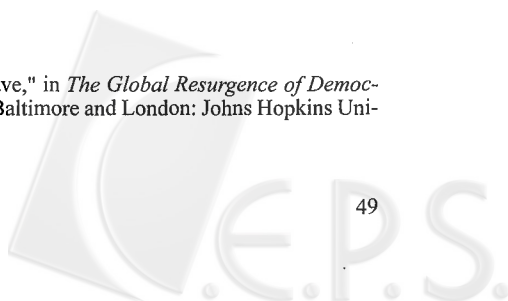 ve," in The Global Resurgence of Democ-
Baltimore and London: Johns Hopkins Uni-
49
C.E.P.S.